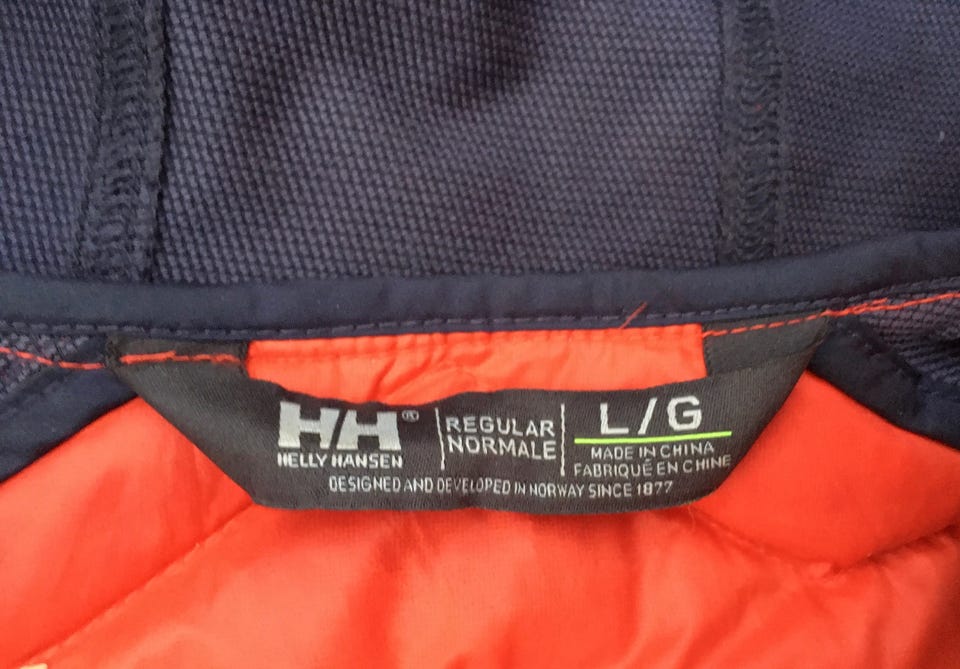 HH®
HELLY HANSEN
REGULAR
NORMALE
L/G
MADE IN CHINA
FABRIQUÉ EN CHINE
DESIGNED AND DEVELOPED IN NORWAY SINCE 1877